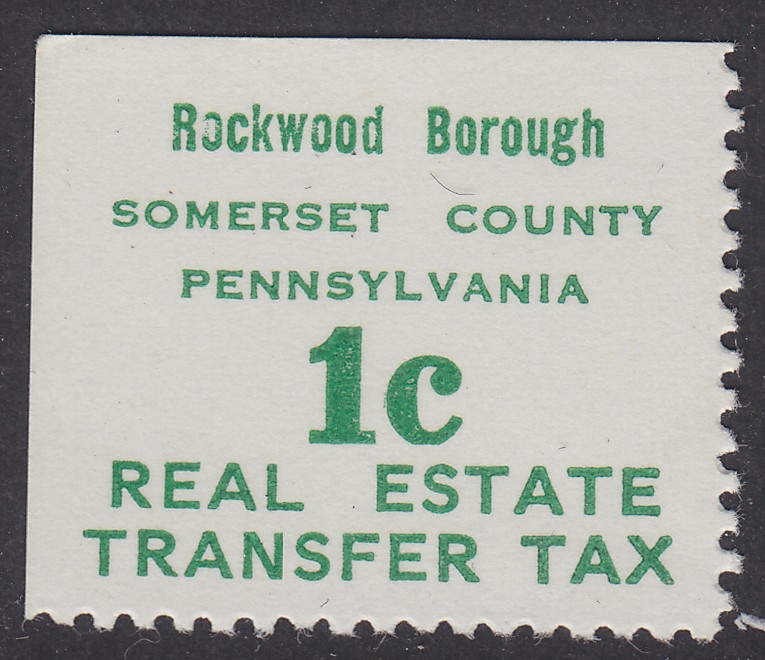 Rockwood Borough
SOMERSET COUNTY
PENNSYLVANIA
1c
REAL ESTATE
TRANSFER TAX